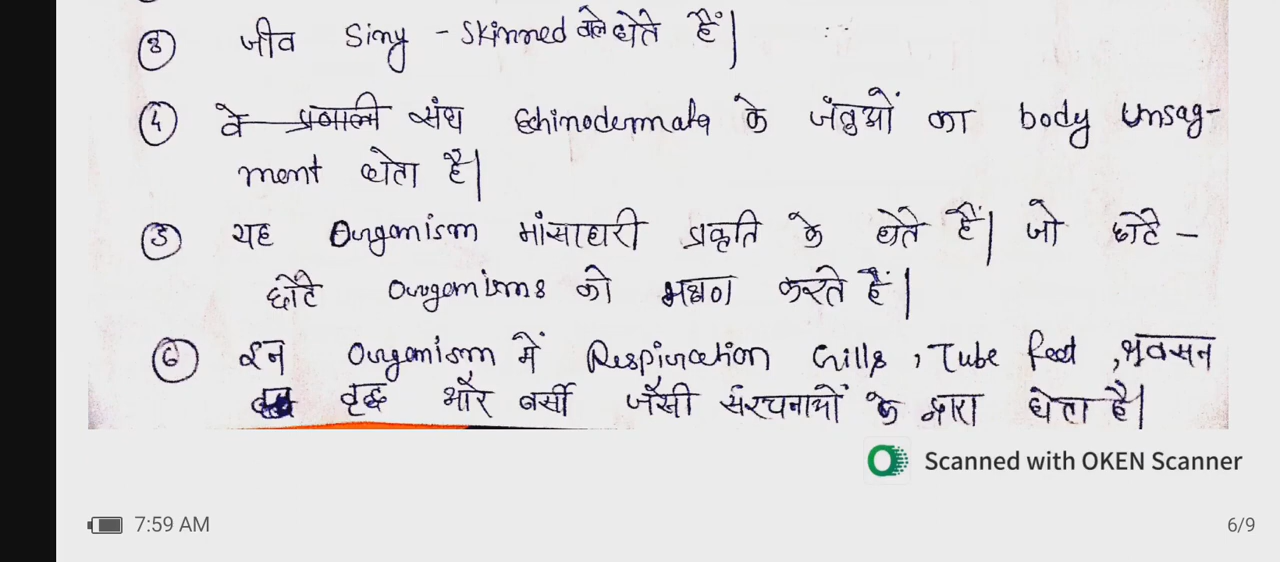 ③ जीव Siny - Skinned वाले होते हैं|
④ के प्रवाली संघ Echinodermata के जंतुओं का body Unsag-
ment होता है|
⑤ यह Organism मांसाहारी प्रकृति के होते हैं| जो छोटे -
छोटे Organisms को भक्षण करते हैं|
⑥ इन Organism में Respiration Gills, Tube feet, श्वसन
वृद्ध और बर्सी जैसी संरचनायों के द्वारा होता है|
Scanned with OKEN Scanner
7:59 AM
6/9